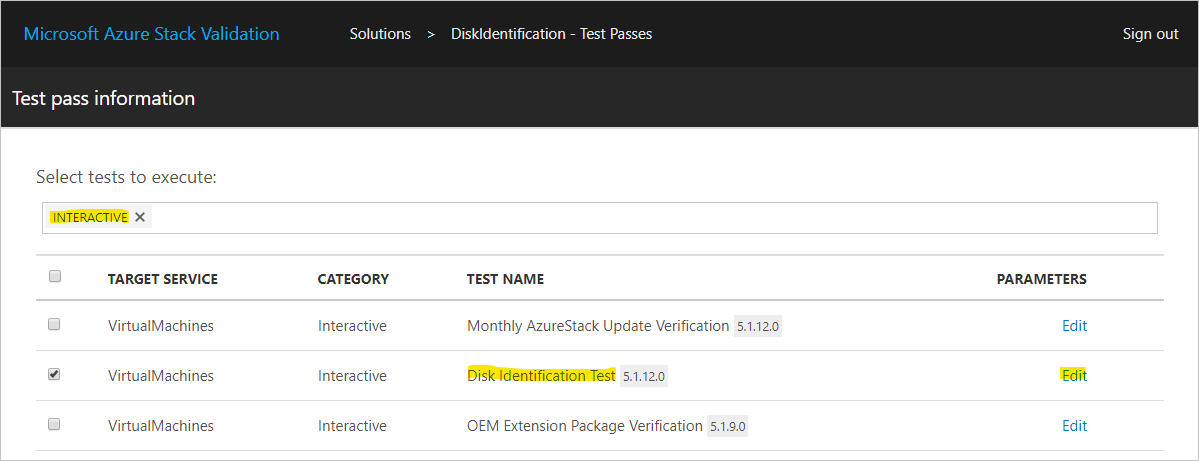 Microsoft Azure Stack Validation Solutions > DiskIdentification - Test Passes Sign out
Test pass information
Select tests to execute:
INTERACTIVE ✕
TARGET SERVICE CATEGORY TEST NAME PARAMETERS
VirtualMachines Interactive Monthly AzureStack Update Verification 5.1.12.0 Edit
VirtualMachines Interactive Disk Identification Test 5.1.12.0 Edit
VirtualMachines Interactive OEM Extension Package Verification 5.1.9.0 Edit